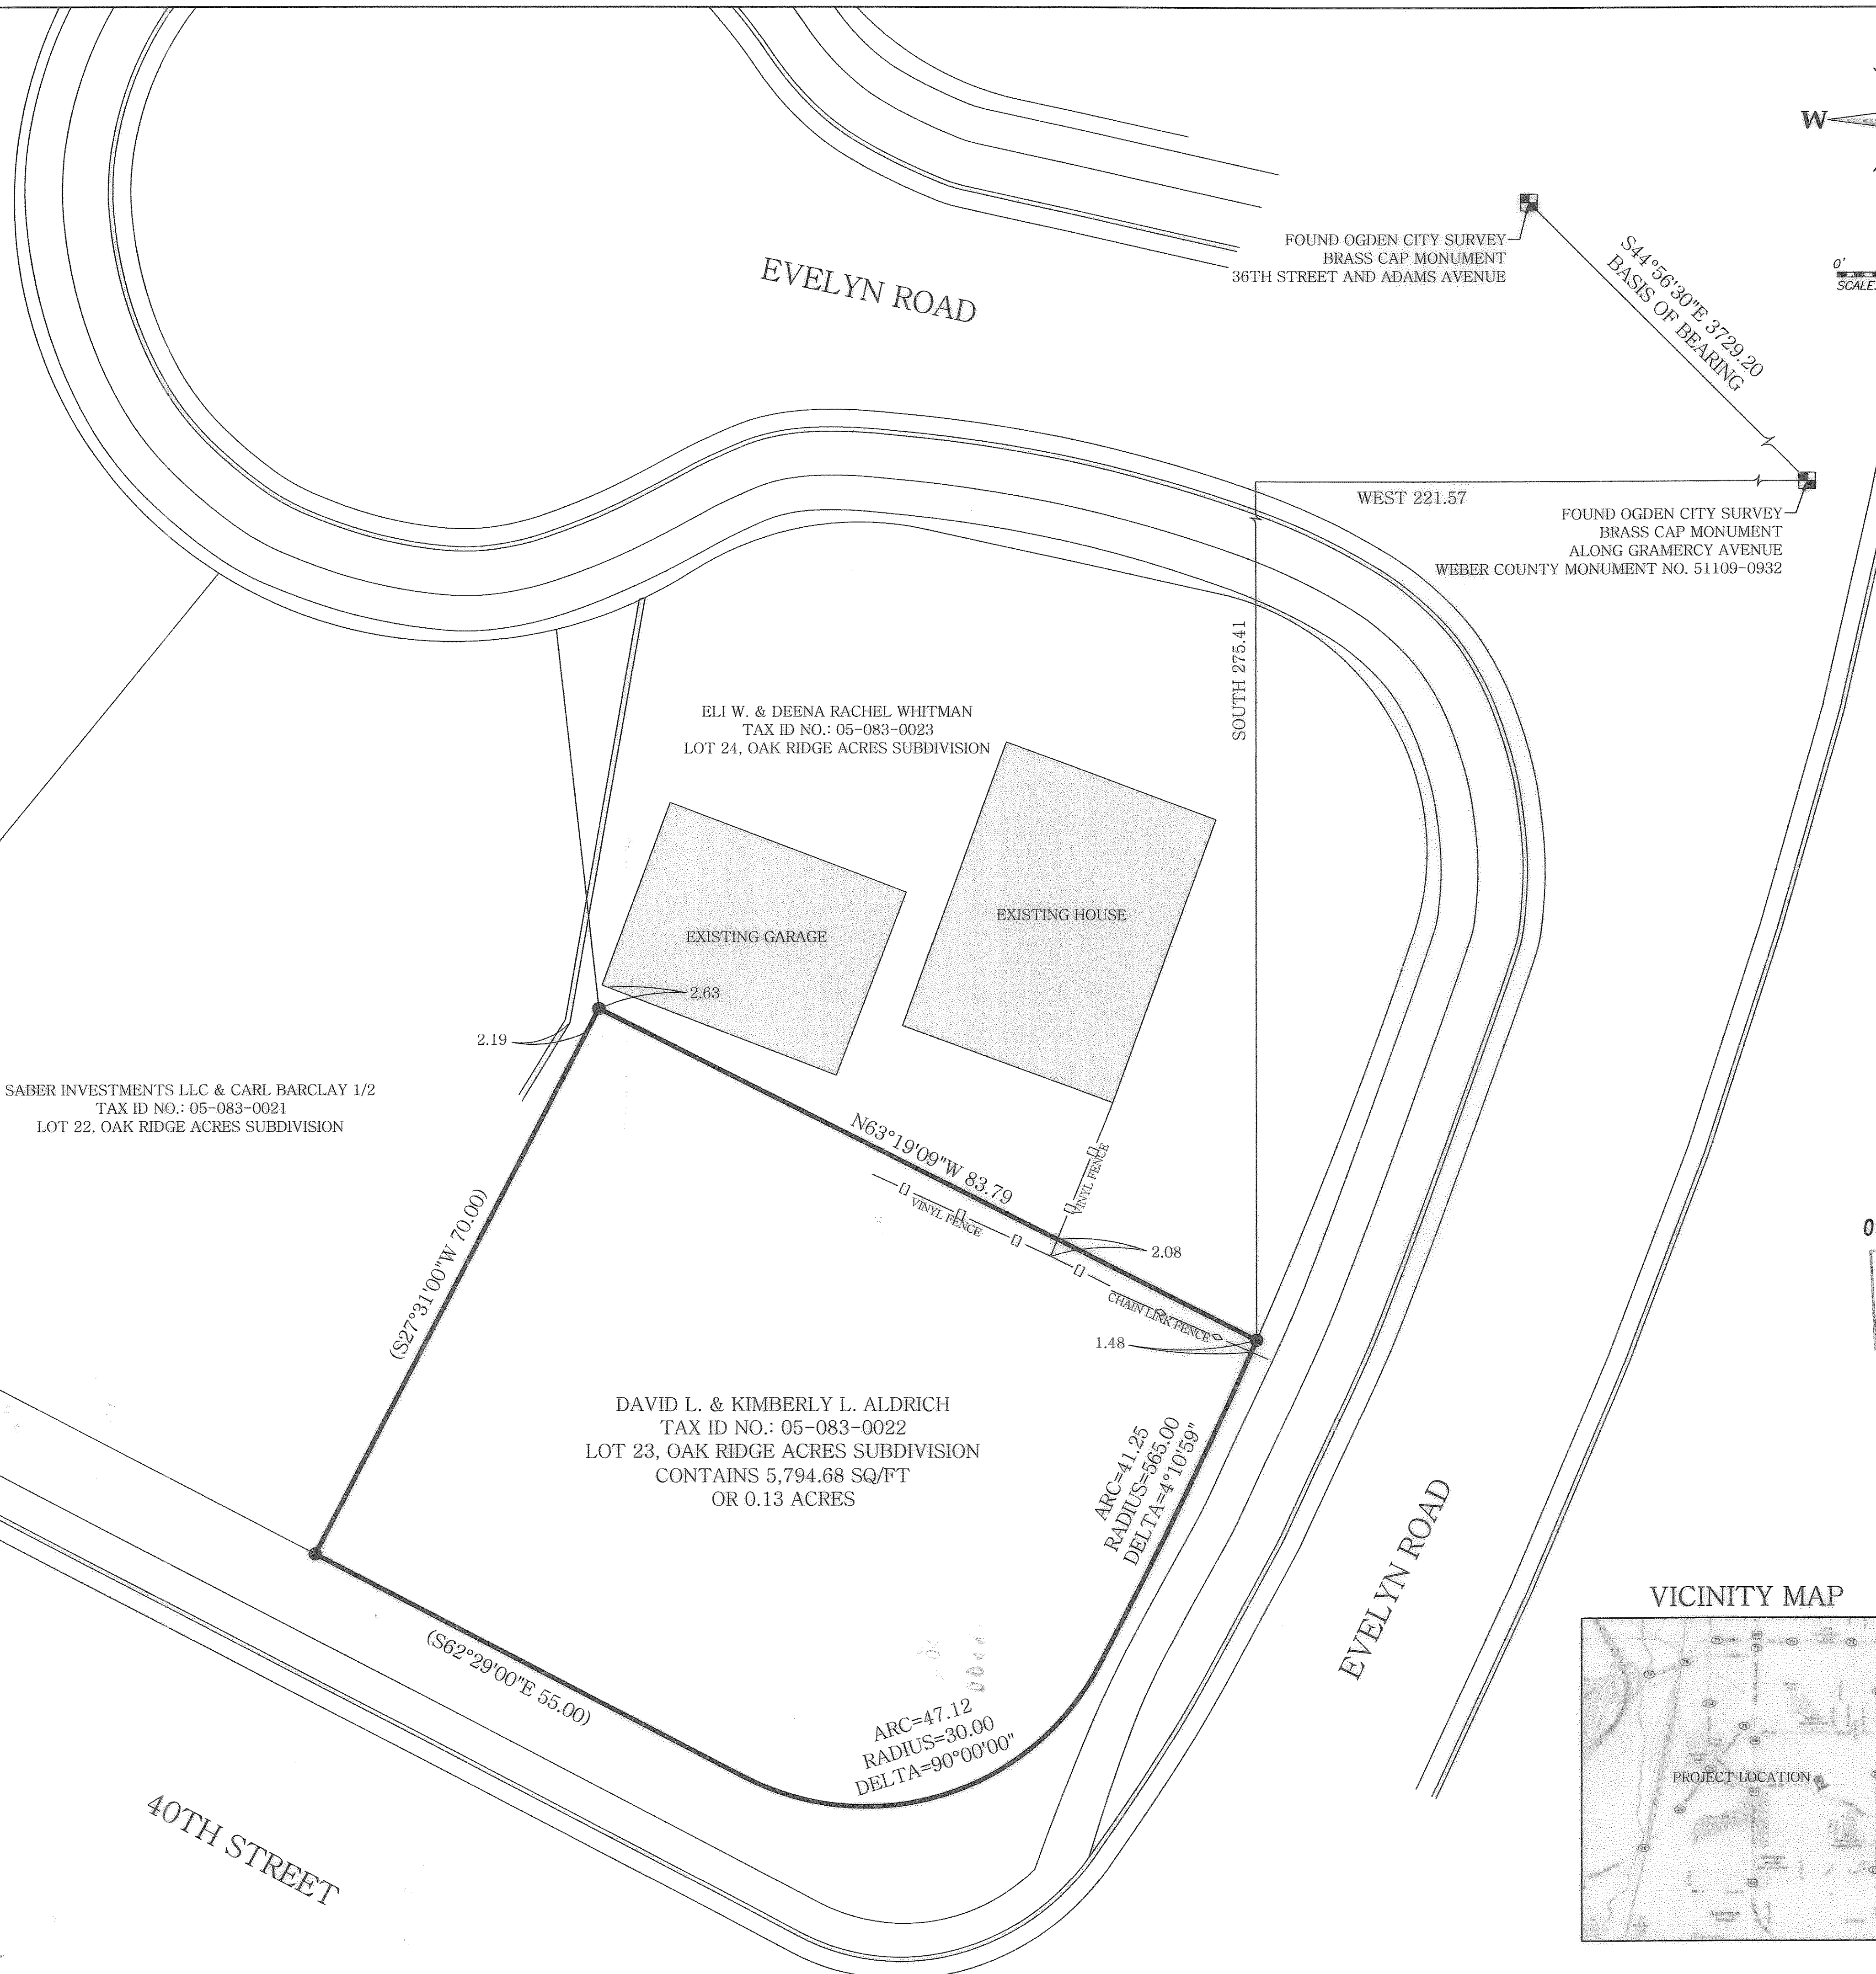 W
EVELYN ROAD
FOUND OGDEN CITY SURVEY
BRASS CAP MONUMENT
36TH STREET AND ADAMS AVENUE
S44°56'30"E 3729.20
BASIS OF BEARING
0'
SCALE
WEST 221.57
FOUND OGDEN CITY SURVEY
BRASS CAP MONUMENT
ALONG GRAMERCY AVENUE
WEBER COUNTY MONUMENT NO. 51109-0932
SOUTH 275.41
ELI W. & DEENA RACHEL WHITMAN
TAX ID NO.: 05-083-0023
LOT 24, OAK RIDGE ACRES SUBDIVISION
EXISTING HOUSE
EXISTING GARAGE
2.63
2.19
SABER INVESTMENTS LLC & CARL BARCLAY 1/2
TAX ID NO.: 05-083-0021
LOT 22, OAK RIDGE ACRES SUBDIVISION
N63°19'09"W 83.79
VINYL FENCE
VINYL FENCE
2.08
CHAIN LINK FENCE
1.48
(S27°31'00"W 70.00)
DAVID L. & KIMBERLY L. ALDRICH
TAX ID NO.: 05-083-0022
LOT 23, OAK RIDGE ACRES SUBDIVISION
CONTAINS 5,794.68 SQ/FT
OR 0.13 ACRES
ARC=41.25
RADIUS=565.00
DELTA=4°10'59"
EVELYN ROAD
(S62°29'00"E 55.00)
ARC=47.12
RADIUS=30.00
DELTA=90°00'00"
40TH STREET
0
VICINITY MAP
PROJECT LOCATION
Washington
Terrace